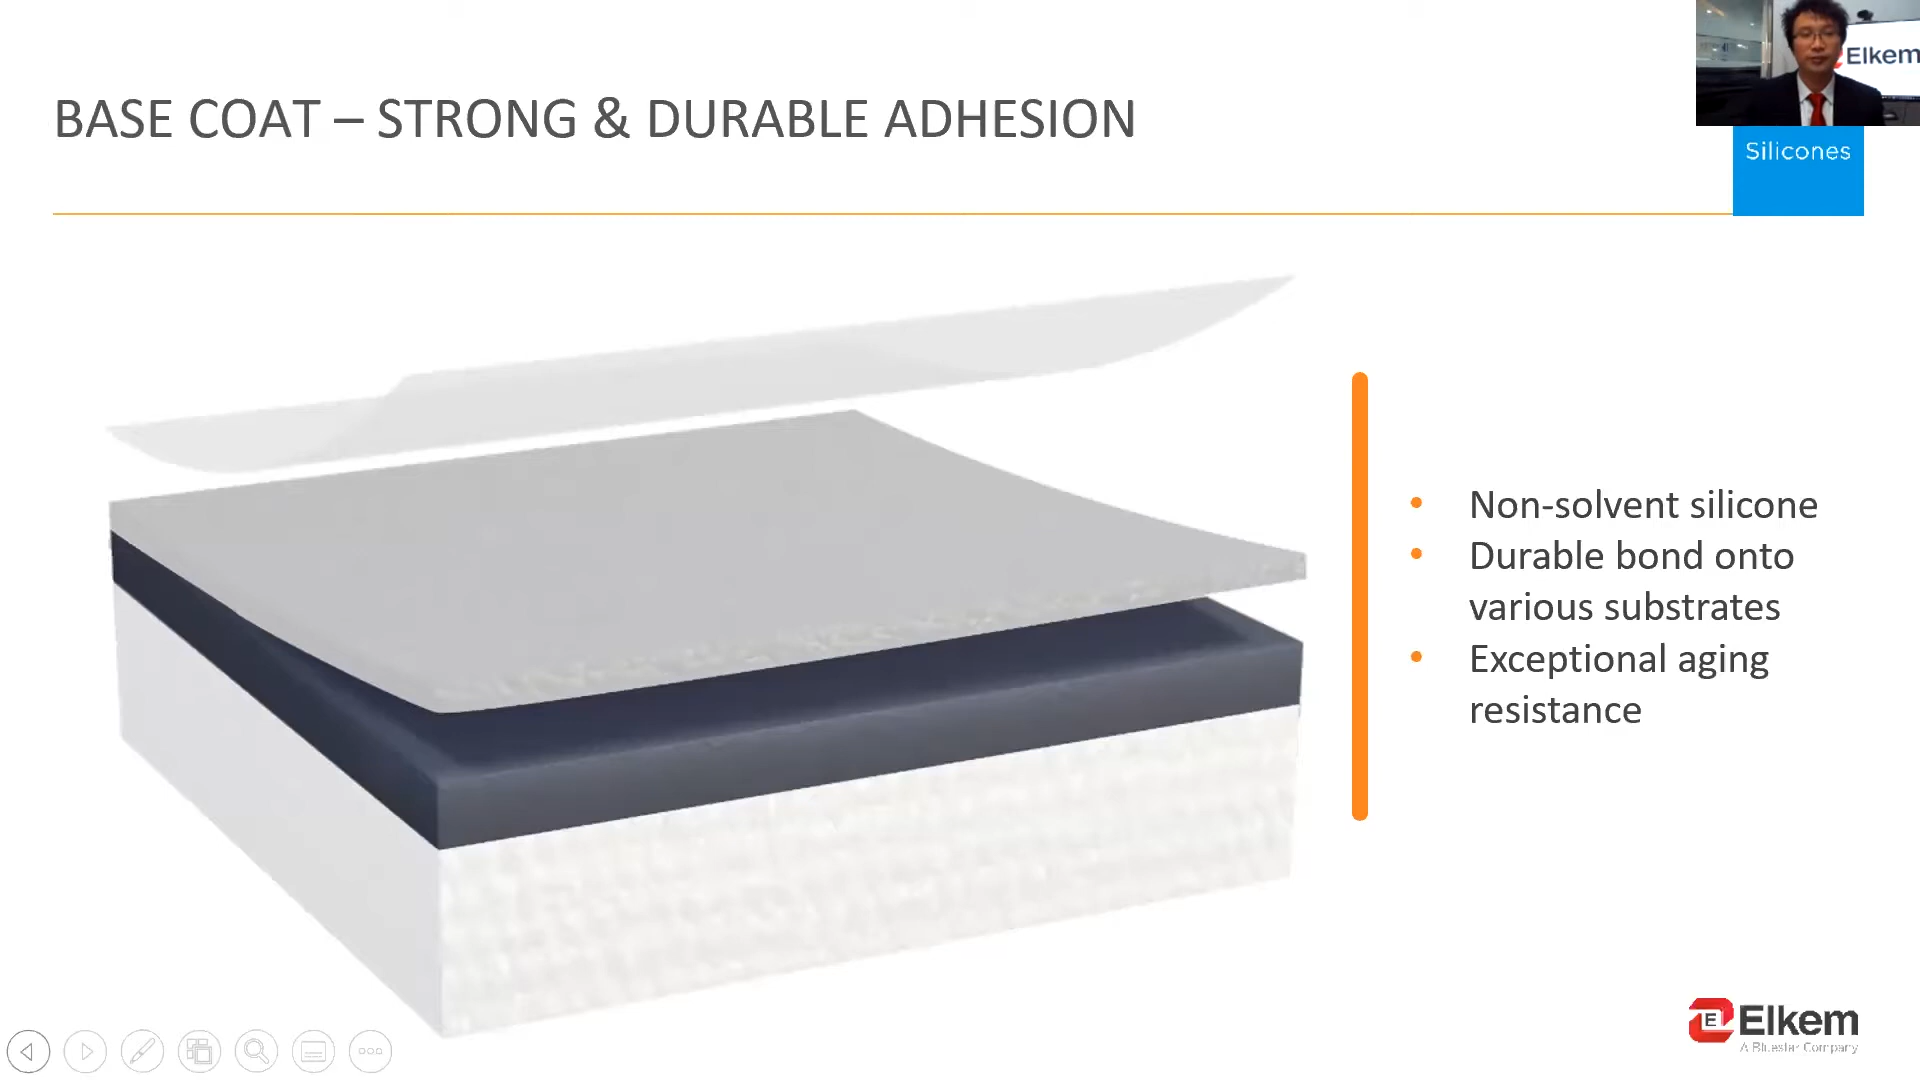 BASE COAT – STRONG & DURABLE ADHESION
Elkem
Silicones
• Non-solvent silicone
• Durable bond onto
various substrates
• Exceptional aging
resistance
E
Elkem
A Bluestar Company